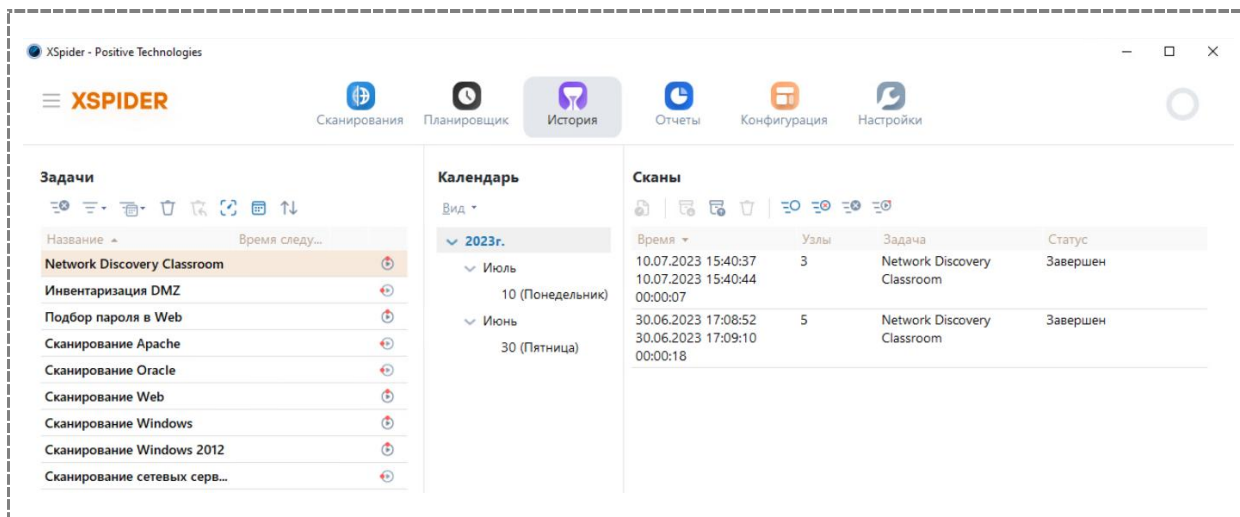 XSpider - Positive Technologies
XSPIDER
Сканирования
Планировщик
История
Отчеты
Конфигурация
Настройки
Задачи
Название
Время следу...
Network Discovery Classroom
Инвентаризация DMZ
Подбор пароля в Web
Сканирование Apache
Сканирование Oracle
Сканирование Web
Сканирование Windows
Сканирование Windows 2012
Сканирование сетевых серв...
Календарь
Вид
2023г.
Июль
10 (Понедельник)
Июнь
30 (Пятница)
Сканы
Время Узлы Задача Статус
10.07.2023 15:40:37 3 Network Discovery Завершен
10.07.2023 15:40:44 Classroom
00:00:07
30.06.2023 17:08:52 5 Network Discovery Завершен
30.06.2023 17:09:10 Classroom
00:00:18